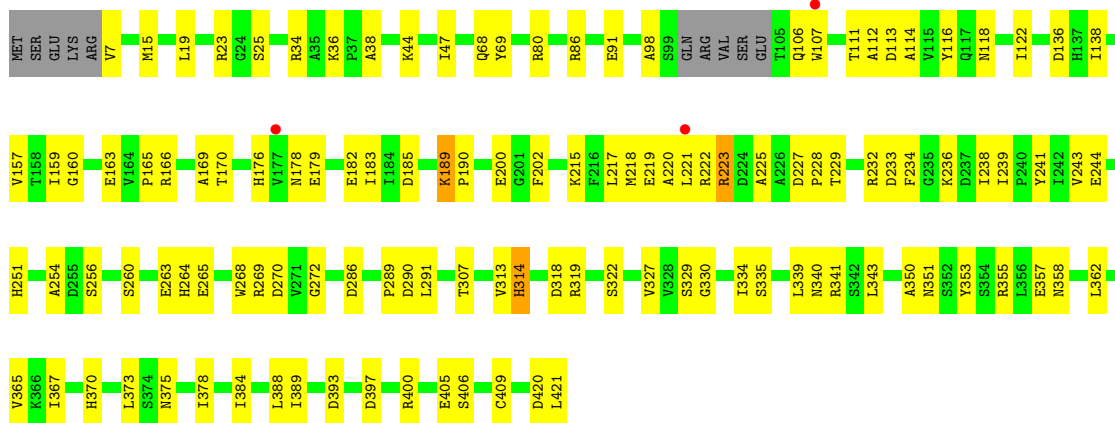 MET SER GLU LYS ARG V7 M15 L19 R23 G24 S25 R34 A35 K36 P37 A38 K44 I47 Q68 Y69 R80 R86 E91 A98 S99 GLN ARG VAL SER GLU T105 Q106 W107 T111 A112 D113 A114 V115 Y116 Q117 N118 I122 D136 H137 I138
V157 T158 I159 G160 E163 V164 P165 R166 A169 T170 H176 V177 N178 E179 E182 I183 I184 D185 K189 P190 E200 G201 F202 K215 F216 L217 M218 E219 A220 L221 R222 R223 D224 A225 A226 D227 P228 T229 R232 D233 F234 G235 K236 D237 I238 I239 P240 Y241 I242 V243 E244
H251 A254 D255 S256 S260 E263 H264 E265 W268 R269 D270 V271 G272 D286 P289 D290 L291 T307 V313 H314 D318 R319 S322 V327 V328 S329 G330 I334 S335 L339 N340 R341 S342 L343 A350 N351 S352 Y353 S354 R355 L356 E357 N358 L362
V365 K366 I367 H370 L373 S374 N375 I378 I384 L388 I389 D393 D397 R400 E405 S406 C409 D420 L421